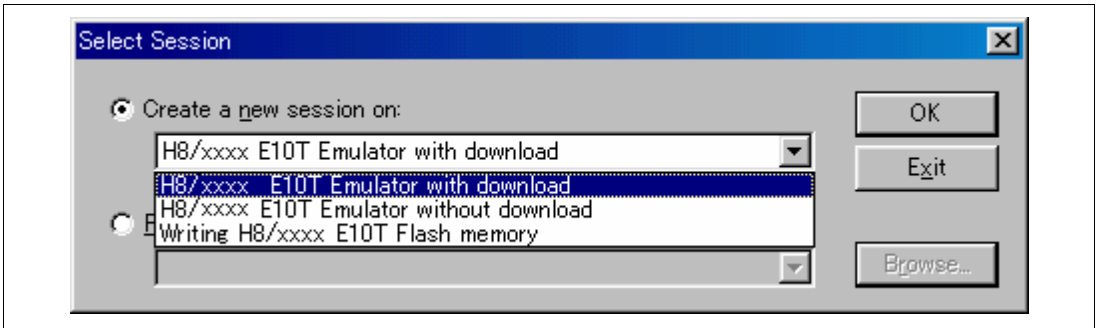 Select Session
Create a new session on:
OK
H8/xxxx E10T Emulator with download
Exit
H8/xxxx E10T Emulator with download
H8/xxxx E10T Emulator without download
Writing H8/xxxx E10T Flash memory
Browse...